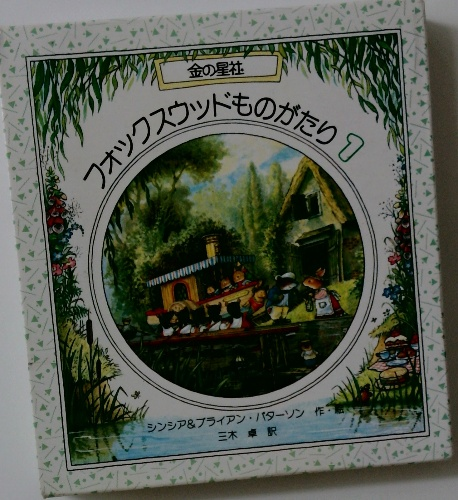 金の星社
フォックスウッドものがたり 1
シンシア&ブライアン・パターソン 作・絵
三木 卓 訳